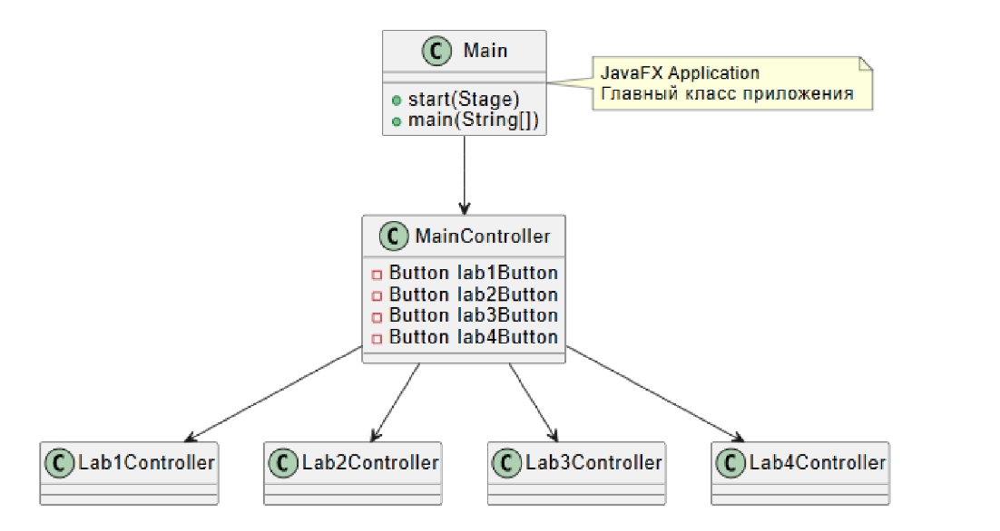 C Main
start(Stage)
main(String[])
JavaFX Application
Главный класс приложения
C MainController
Button lab1Button
Button lab2Button
Button lab3Button
Button lab4Button
C Lab1Controller
C Lab2Controller
C Lab3Controller
C Lab4Controller